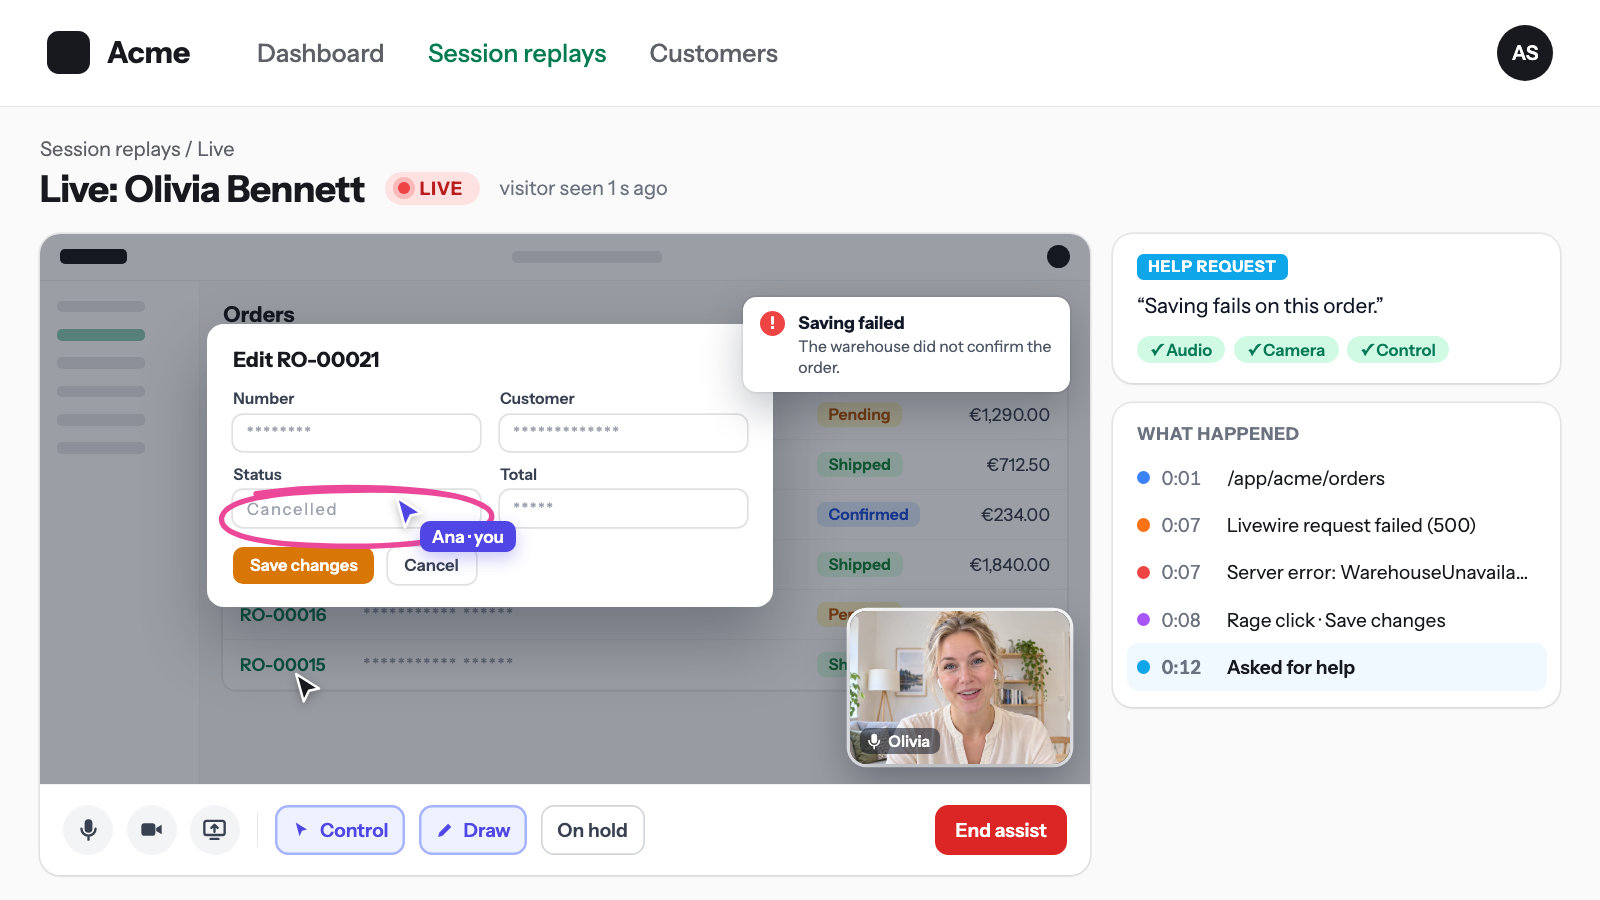 Acme
Dashboard
Session replays
Customers
AS
Session replays / Live
Live: Olivia Bennett
LIVE
visitor seen 1 s ago
Orders
Edit RO-00021
Number
Customer
********
*************
Status
Total
Cancelled
*****
Ana · you
Save changes
Cancel
Saving failed
The warehouse did not confirm the
order.
Pending
€1,290.00
Shipped
€712.50
Confirmed
€234.00
Shipped
€1,840.00
RO-00016
*********** ******
RO-00015
*********** ******
Olivia
Control
Draw
On hold
End assist
HELP REQUEST
“Saving fails on this order.”
✓ Audio
✓ Camera
✓ Control
WHAT HAPPENED
0:01 /app/acme/orders
0:07 Livewire request failed (500)
0:07 Server error: WarehouseUnavaila…
0:08 Rage click · Save changes
0:12 Asked for help